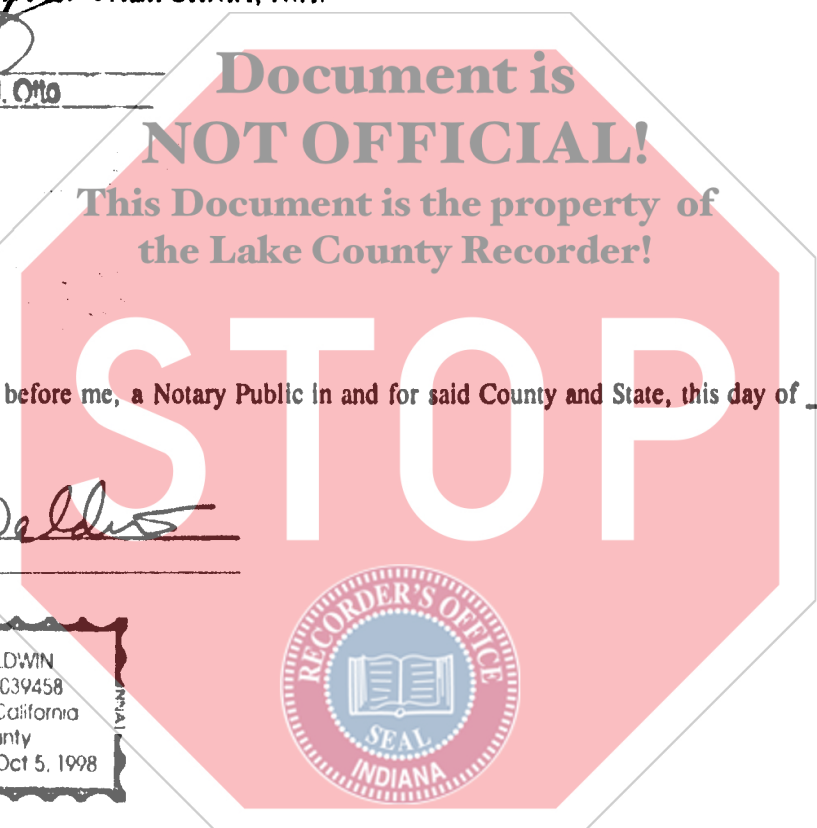 J. Otto
Document is
NOT OFFICIAL!
This Document is the property of
the Lake County Recorder!
STOP
before me, a Notary Public in and for said County and State, this day of _
RECORDER'S OFFICE
SEAL
INDIANA
LDWIN
C39458
California
nty
Oct 5, 1998